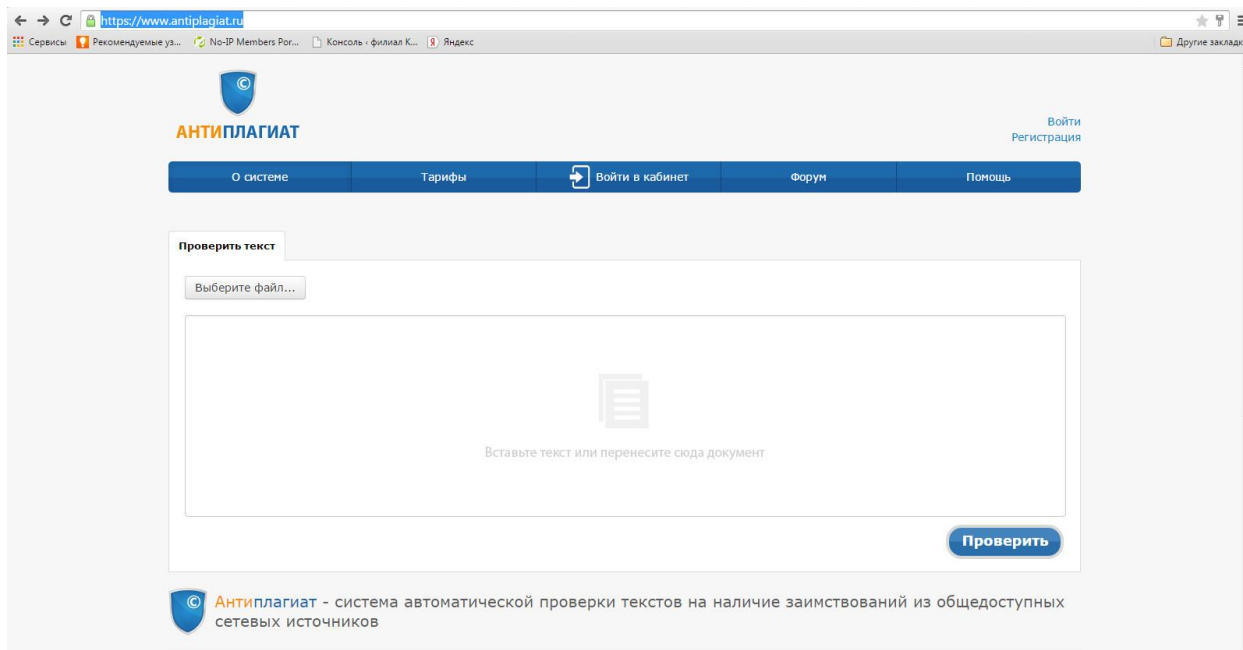 https://www.antiplagiat.ru
Сервисы Рекомендуемые уз... No-IP Members Por... Консоль ‹ филиал К... Я Яндекс Другие закладк
©
АНТИПЛАГИАТ
Войти
Регистрация
О системе Тарифы Войти в кабинет Форум Помощь
Проверить текст
Выберите файл...
Вставьте текст или перенесите сюда документ
Проверить
© Антиплагиат - система автоматической проверки текстов на наличие заимствований из общедоступных
сетевых источников